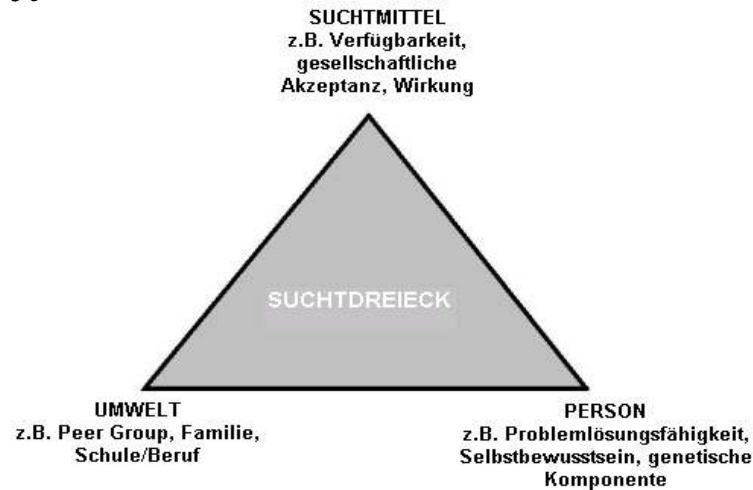 SUCHTMITTEL
z.B. Verfügbarkeit,
gesellschaftliche
Akzeptanz, Wirkung
SUCHTDREIECK
UMWELT
z.B. Peer Group, Familie,
Schule/Beruf
PERSON
z.B. Problemlösungsfähigkeit,
Selbstbewusstsein, genetische
Komponente